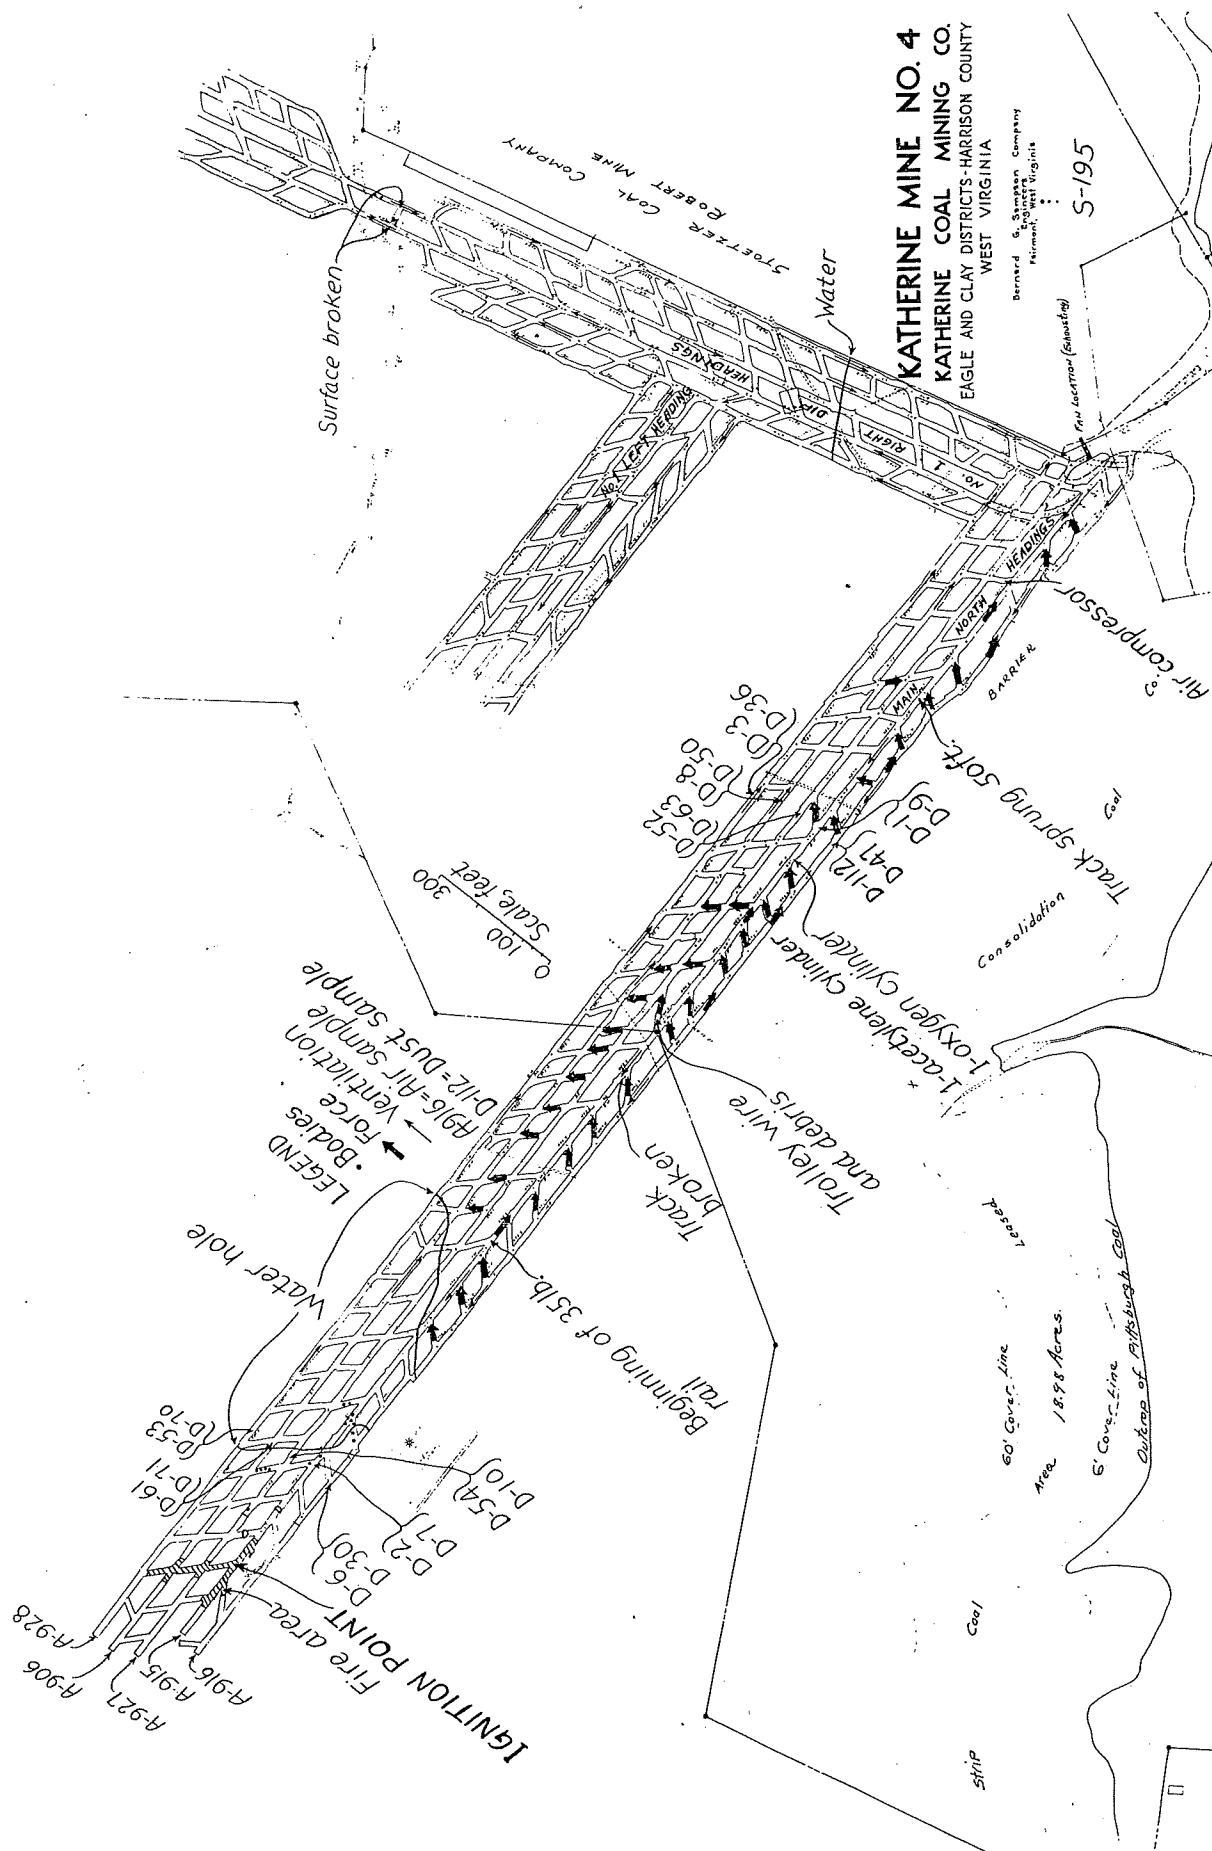 KATHERINE MINE NO. 4
KATHERINE COAL MINING CO.
EAGLE AND CLAY DISTRICTS-HARRISON COUNTY
WEST VIRGINIA
Bernard G. Sampson Company
Engineers
Fairmont, West Virginia
S-195
Surface broken
STOETZER COAL COMPANY
ROBERT MINE
Water
NO. 1 RIGHT DIP HEADINGS
NO. 1 LEFT HEADING
FAN LOCATION (Exhausting)
MAIN NORTH HEADINGS
BARRIER
Air compressor
Co.
Track sprung 50ft.
Coal
Consolidation
D-36
D-3
D-50
D-8
D-63
D-52
D-1
D-9
D-112
D-47
1-acetylene cylinder
1-oxygen cylinder
0 100 300
Scale, feet
LEGEND
• Bodies
Force
Ventilation
A916=Air sample
D-112=Dust sample
Trolley wire
and debris
Track
broken
Beginning of 35lb.
rail
Water hole
D-53
D-70
D-61
D-71
D-54
D-10
D-2
D-7
D-6
D-30
Fire area
IGNITION POINT
A-928
A-906
A-927
A-915
A-916
Leased
60' Cover Line
Area 18.98 Acres.
6' Cover Line
Outcrop of Pittsburgh Coal
Coal
Strip